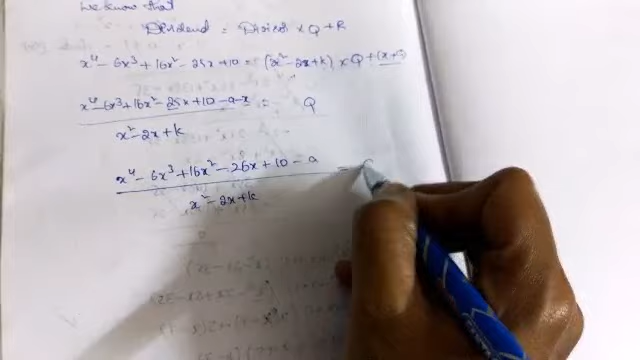 We know that
Dividend = Divisor × Q + R
x⁴ - 6x³ + 16x² - 25x + 10 = (x² - 2x + k) × Q + (x +
x⁴ - 6x³ + 16x² - 25x + 10 - a - x = Q
x² - 2x + k
x⁴ - 6x³ + 16x² - 26x + 10 - a =
x² - 2x + k